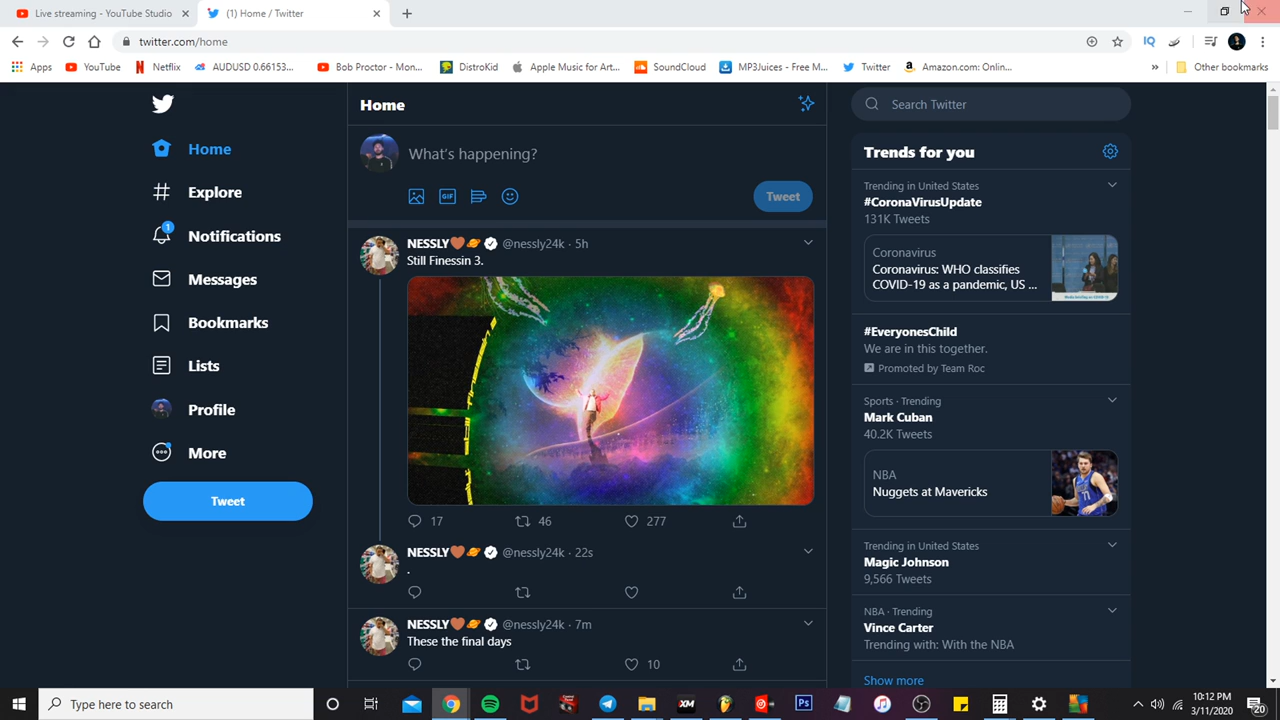 Live streaming - YouTube Studio
(1) Home / Twitter
twitter.com/home
Apps
YouTube
Netflix
AUDUSD 0.66153...
Bob Proctor - Mon...
DistroKid
Apple Music for Art...
SoundCloud
MP3Juices - Free M...
Twitter
Amazon.com: Onlin...
»
Other bookmarks
Home
Explore
1
Notifications
Messages
Bookmarks
Lists
Profile
More
Tweet
Home
What's happening?
GIF
Tweet
NESSLY🤎🪐 @nessly24k · 5h
Still Finessin 3.
17 46 277
NESSLY🤎🪐 @nessly24k · 22s
.
NESSLY🤎🪐 @nessly24k · 7m
These the final days
10
Search Twitter
Trends for you
Trending in United States
#CoronaVirusUpdate
131K Tweets
Coronavirus
Coronavirus: WHO classifies
COVID-19 as a pandemic, US ...
#EveryonesChild
We are in this together.
Promoted by Team Roc
Sports · Trending
Mark Cuban
40.2K Tweets
NBA
Nuggets at Mavericks
Trending in United States
Magic Johnson
9,566 Tweets
NBA · Trending
Vince Carter
Trending with: With the NBA
Show more
Type here to search
XM
Ps
10:12 PM
3/11/2020
20